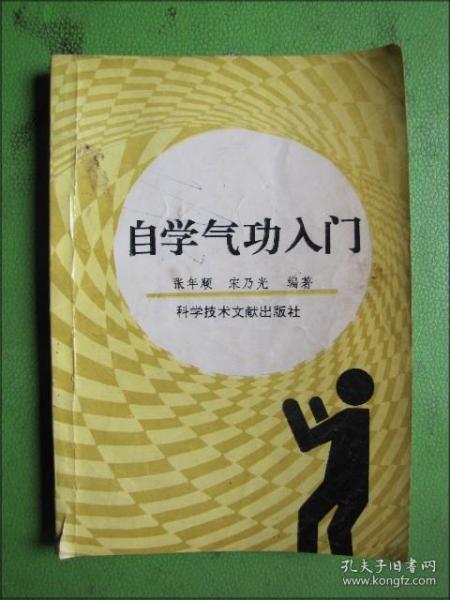 自学气功入门
张年顺 宋乃光 编著
科学技术文献出版社
孔夫子旧书网
www.kongfz.com